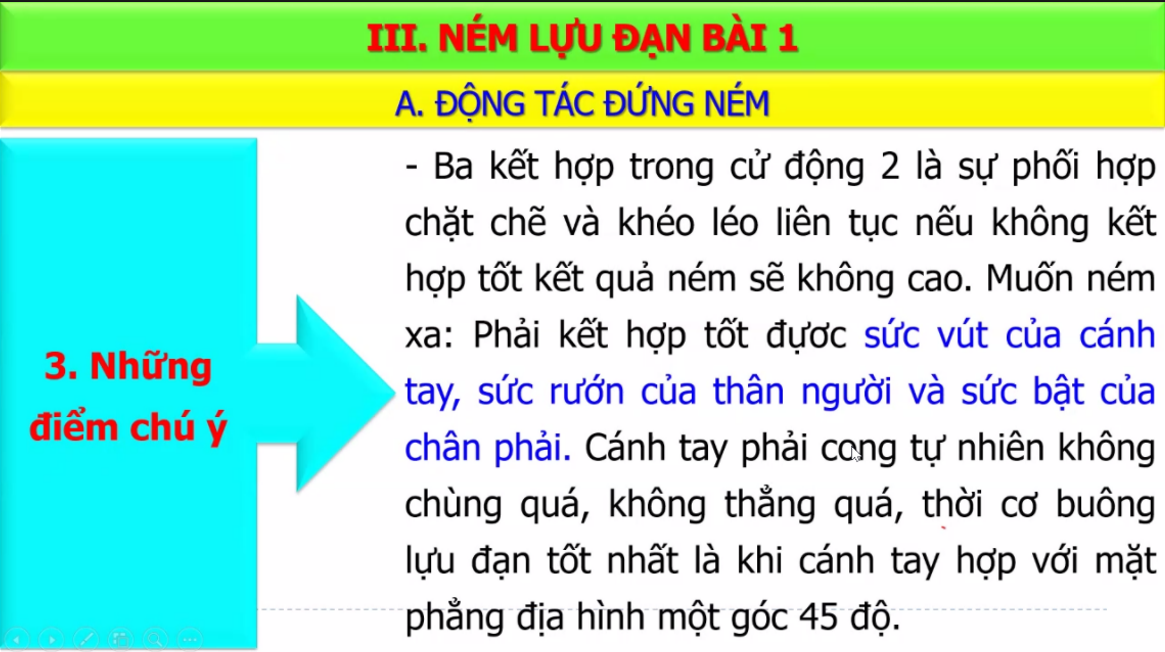 III. NÉM LỰU ĐẠN BÀI 1
A. ĐỘNG TÁC ĐỨNG NÉM
3. Những
điểm chú ý
- Ba kết hợp trong cử động 2 là sự phối hợp
chặt chẽ và khéo léo liên tục nếu không kết
hợp tốt kết quả ném sẽ không cao. Muốn ném
xa: Phải kết hợp tốt đựơc sức vút của cánh
tay, sức rướn của thân người và sức bật của
chân phải. Cánh tay phải cong tự nhiên không
chùng quá, không thẳng quá, thời cơ buông
lựu đạn tốt nhất là khi cánh tay hợp với mặt
phẳng địa hình một góc 45 độ.